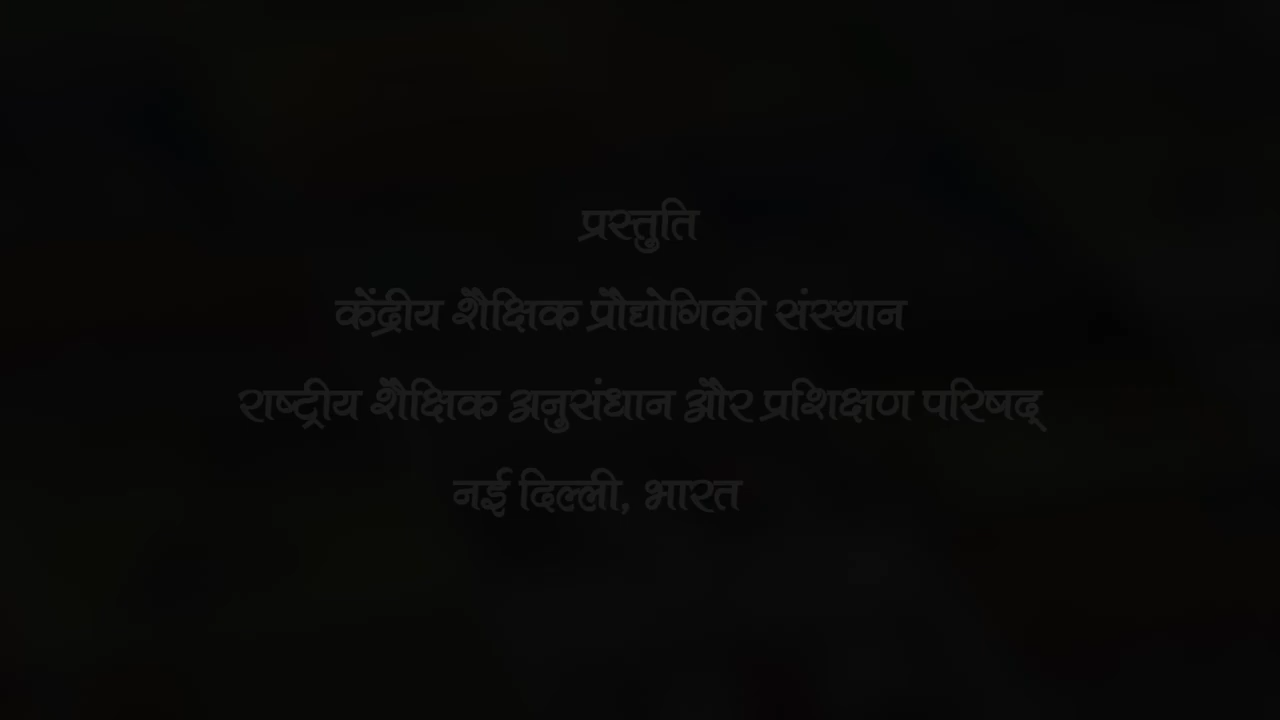 प्रस्तुति
केंद्रीय शैक्षिक प्रौद्योगिकी संस्थान
राष्ट्रीय शैक्षिक अनुसंधान और प्रशिक्षण परिषद्
नई दिल्ली, भारत